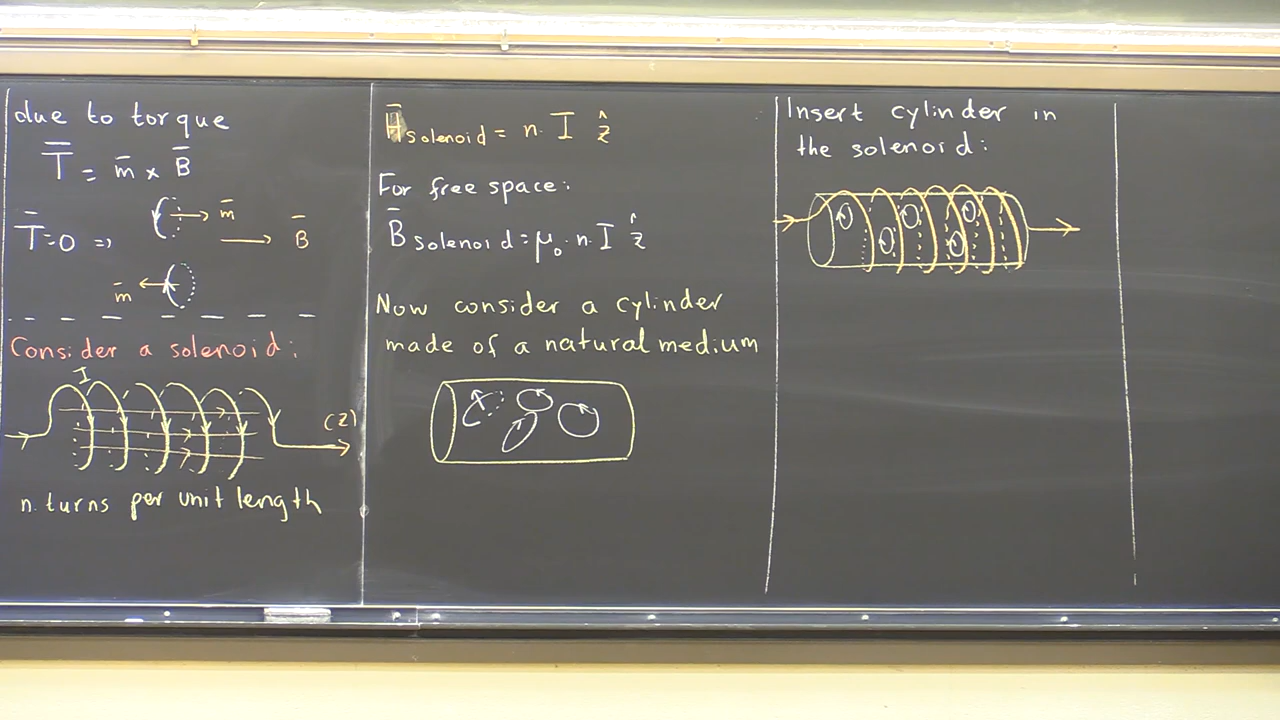 due to torque
T̄ = m̄ × B̄
T̄=0 ⇒ m̄
B̄
m̄
Consider a solenoid:
I
(z)
n. turns per unit length
H̄solenoid = n. I ẑ
For free space:
B̄solenoid = μ₀. n. I ẑ
Now consider a cylinder
made of a natural medium
Insert cylinder in
the solenoid: